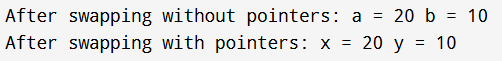 After swapping without pointers: a = 20 b = 10
After swapping with pointers: x = 20 y = 10